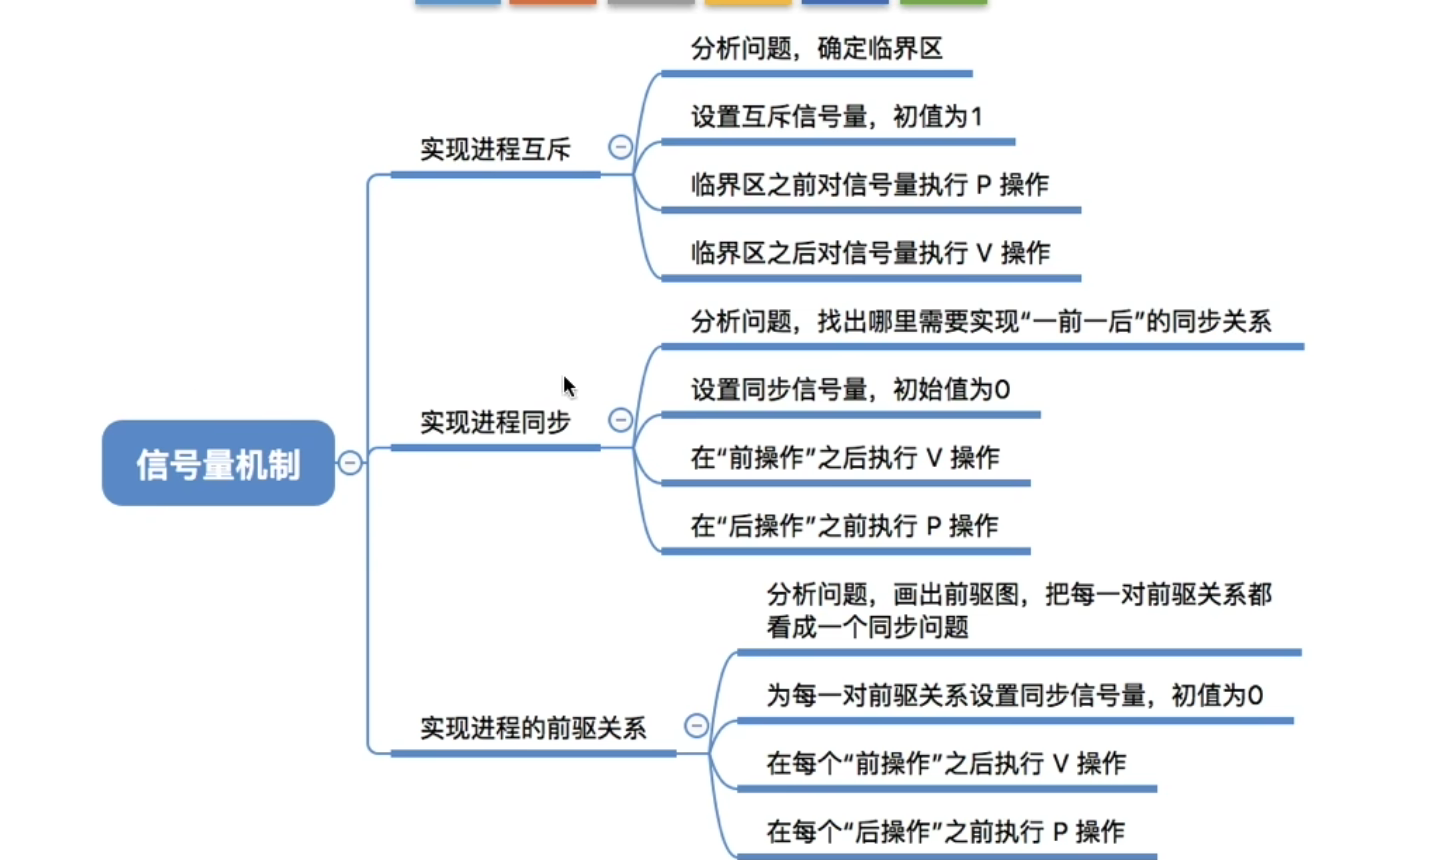 分析问题，确定临界区
设置互斥信号量，初值为1
实现进程互斥
临界区之前对信号量执行 P 操作
临界区之后对信号量执行 V 操作
分析问题，找出哪里需要实现“一前一后”的同步关系
设置同步信号量，初始值为0
实现进程同步
在“前操作”之后执行 V 操作
信号量机制
在“后操作”之前执行 P 操作
分析问题，画出前驱图，把每一对前驱关系都
看成一个同步问题
为每一对前驱关系设置同步信号量，初值为0
实现进程的前驱关系
在每个“前操作”之后执行 V 操作
在每个“后操作”之前执行 P 操作